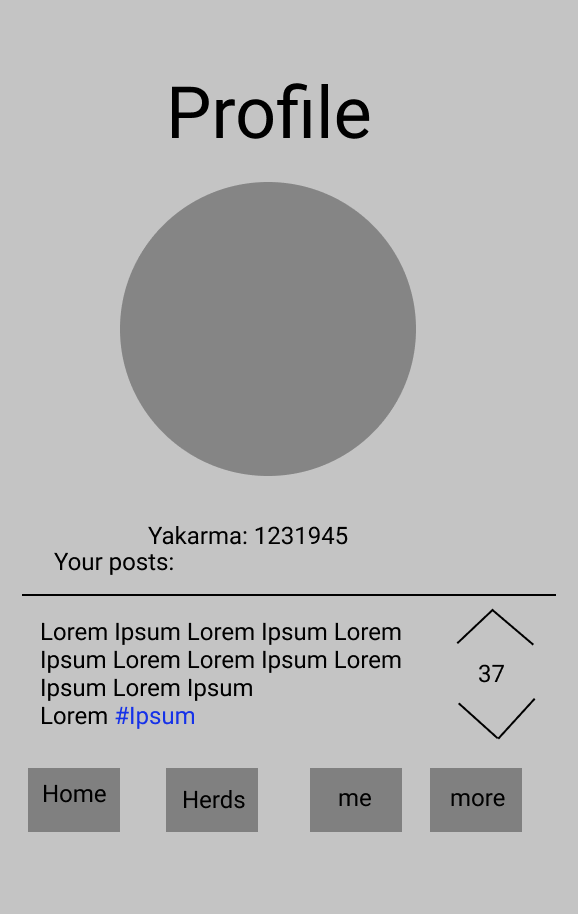 Profile
Yakarma: 1231945
Your posts:
Lorem Ipsum Lorem Ipsum Lorem
Ipsum Lorem Lorem Ipsum Lorem
Ipsum Lorem Ipsum
Lorem #Ipsum
37
Home
Herds
me
more